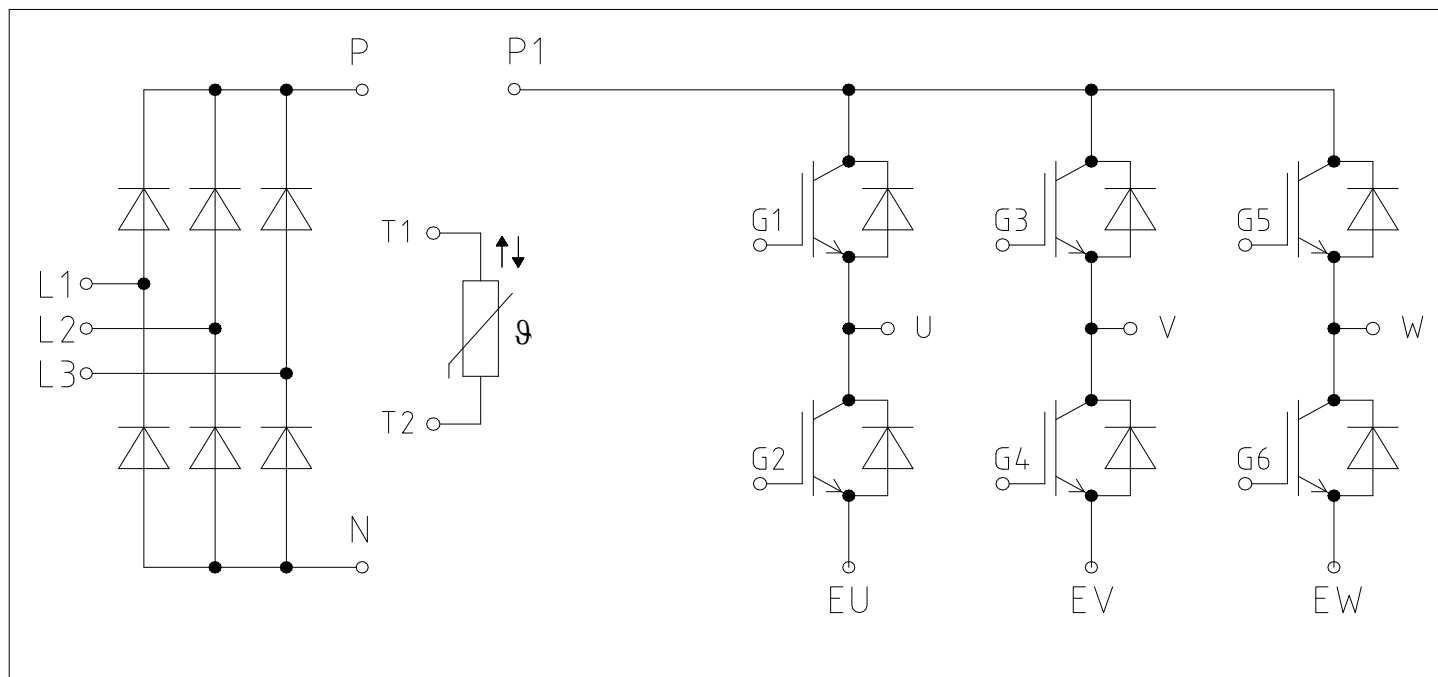 P P1
G1 G3 G5
T1
L1
L2 U V W
L3 ϑ
T2
G2 G4 G6
N
EU EV EW